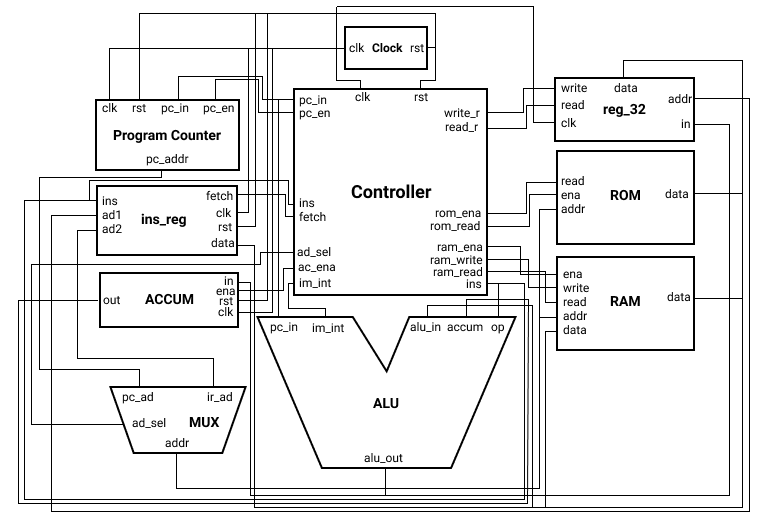 clk Clock rst
clk rst pc_in pc_en
Program Counter
pc_addr
ins fetch
ad1 clk
ad2 rst
ins_reg
data
in
ena
out ACCUM rst
clk
pc_ad ir_ad
ad_sel MUX
addr
clk rst
pc_in write_r
pc_en read_r
Controller
ins rom_ena
fetch rom_read
ad_sel ram_ena
ac_ena ram_write
ram_read
im_int ins
pc_in im_int alu_in accum op
ALU
alu_out
write data
read reg_32 addr
clk in
read
ena ROM data
addr
ena
write
read RAM data
addr
data